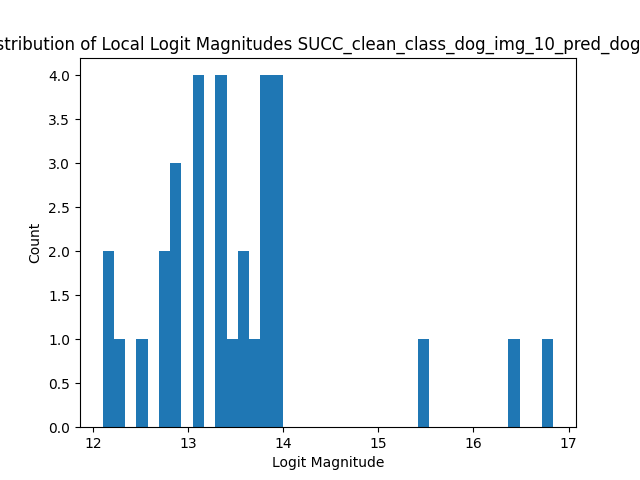 stribution of Local Logit Magnitudes SUCC_clean_class_dog_img_10_pred_dog
4.0
3.5
3.0
2.5
2.0
1.5
1.0
0.5
0.0
Count
12 13 14 15 16 17
Logit Magnitude